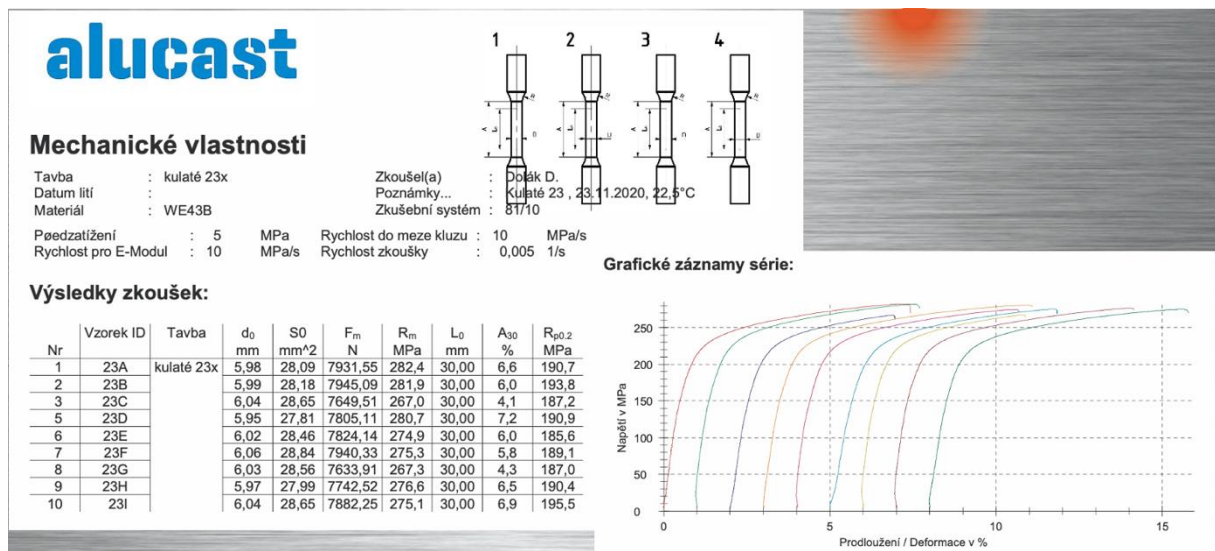 alucast
1 2 3 4
Mechanické vlastnosti
Tavba : kulaté 23x Zkoušel(a) : Dolák D.
Datum lití : Poznámky... : Kulaté 23 , 23.11.2020, 22,5°C
Materiál : WE43B Zkušební systém : 81/10
Pøedzatížení : 5 MPa Rychlost do meze kluzu : 10 MPa/s
Rychlost pro E-Modul : 10 MPa/s Rychlost zkoušky : 0,005 1/s
Výsledky zkoušek:
Vzorek ID Tavba d0 S0 Fm Rm L0 A30 Rp0.2
Nr mm mm^2 N MPa mm % MPa
1 23A kulaté 23x 5,98 28,09 7931,55 282,4 30,00 6,6 190,7
2 23B 5,99 28,18 7945,09 281,9 30,00 6,0 193,8
3 23C 6,04 28,65 7649,51 267,0 30,00 4,1 187,2
5 23D 5,95 27,81 7805,11 280,7 30,00 7,2 190,9
6 23E 6,02 28,46 7824,14 274,9 30,00 6,0 185,6
7 23F 6,06 28,84 7940,33 275,3 30,00 5,8 189,1
8 23G 6,03 28,56 7633,91 267,3 30,00 4,3 187,0
9 23H 5,97 27,99 7742,52 276,6 30,00 6,5 190,4
10 23I 6,04 28,65 7882,25 275,1 30,00 6,9 195,5
Grafické záznamy série:
Napětí v MPa
250
200
150
100
50
0
0 5 10 15
Prodloužení / Deformace v %